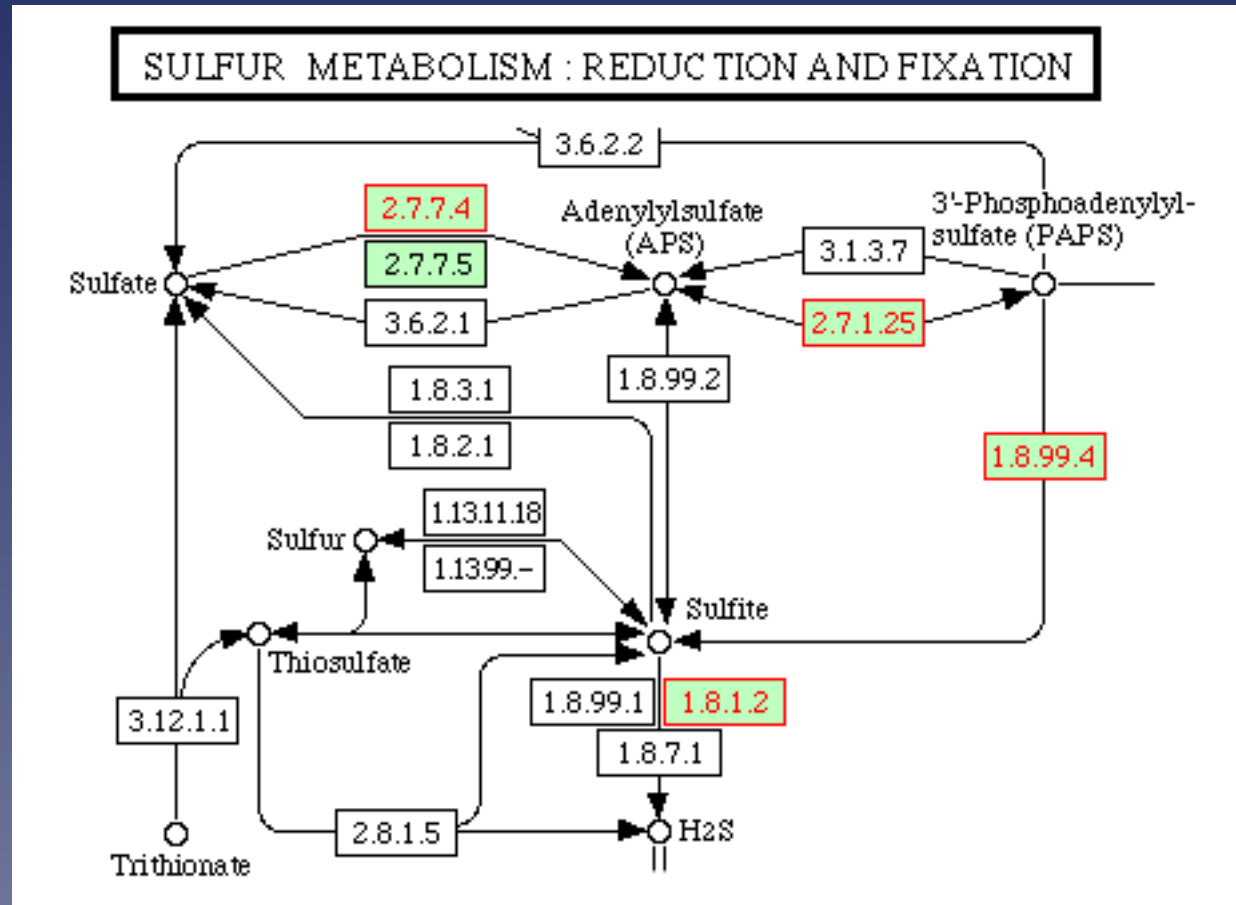 SULFUR METABOLISM : REDUCTION AND FIXATION
3.6.2.2
2.7.7.4
Adenylylsulfate
(APS)
3'-Phosphoadenylyl-
sulfate (PAPS)
3.1.3.7
2.7.7.5
Sulfate
3.6.2.1
2.7.1.25
1.8.99.2
1.8.3.1
1.8.2.1
1.8.99.4
1.13.11.18
Sulfur
1.13.99.–
Sulfite
Thiosulfate
1.8.99.1
1.8.1.2
3.12.1.1
1.8.7.1
2.8.1.5
H2S
Trithionate